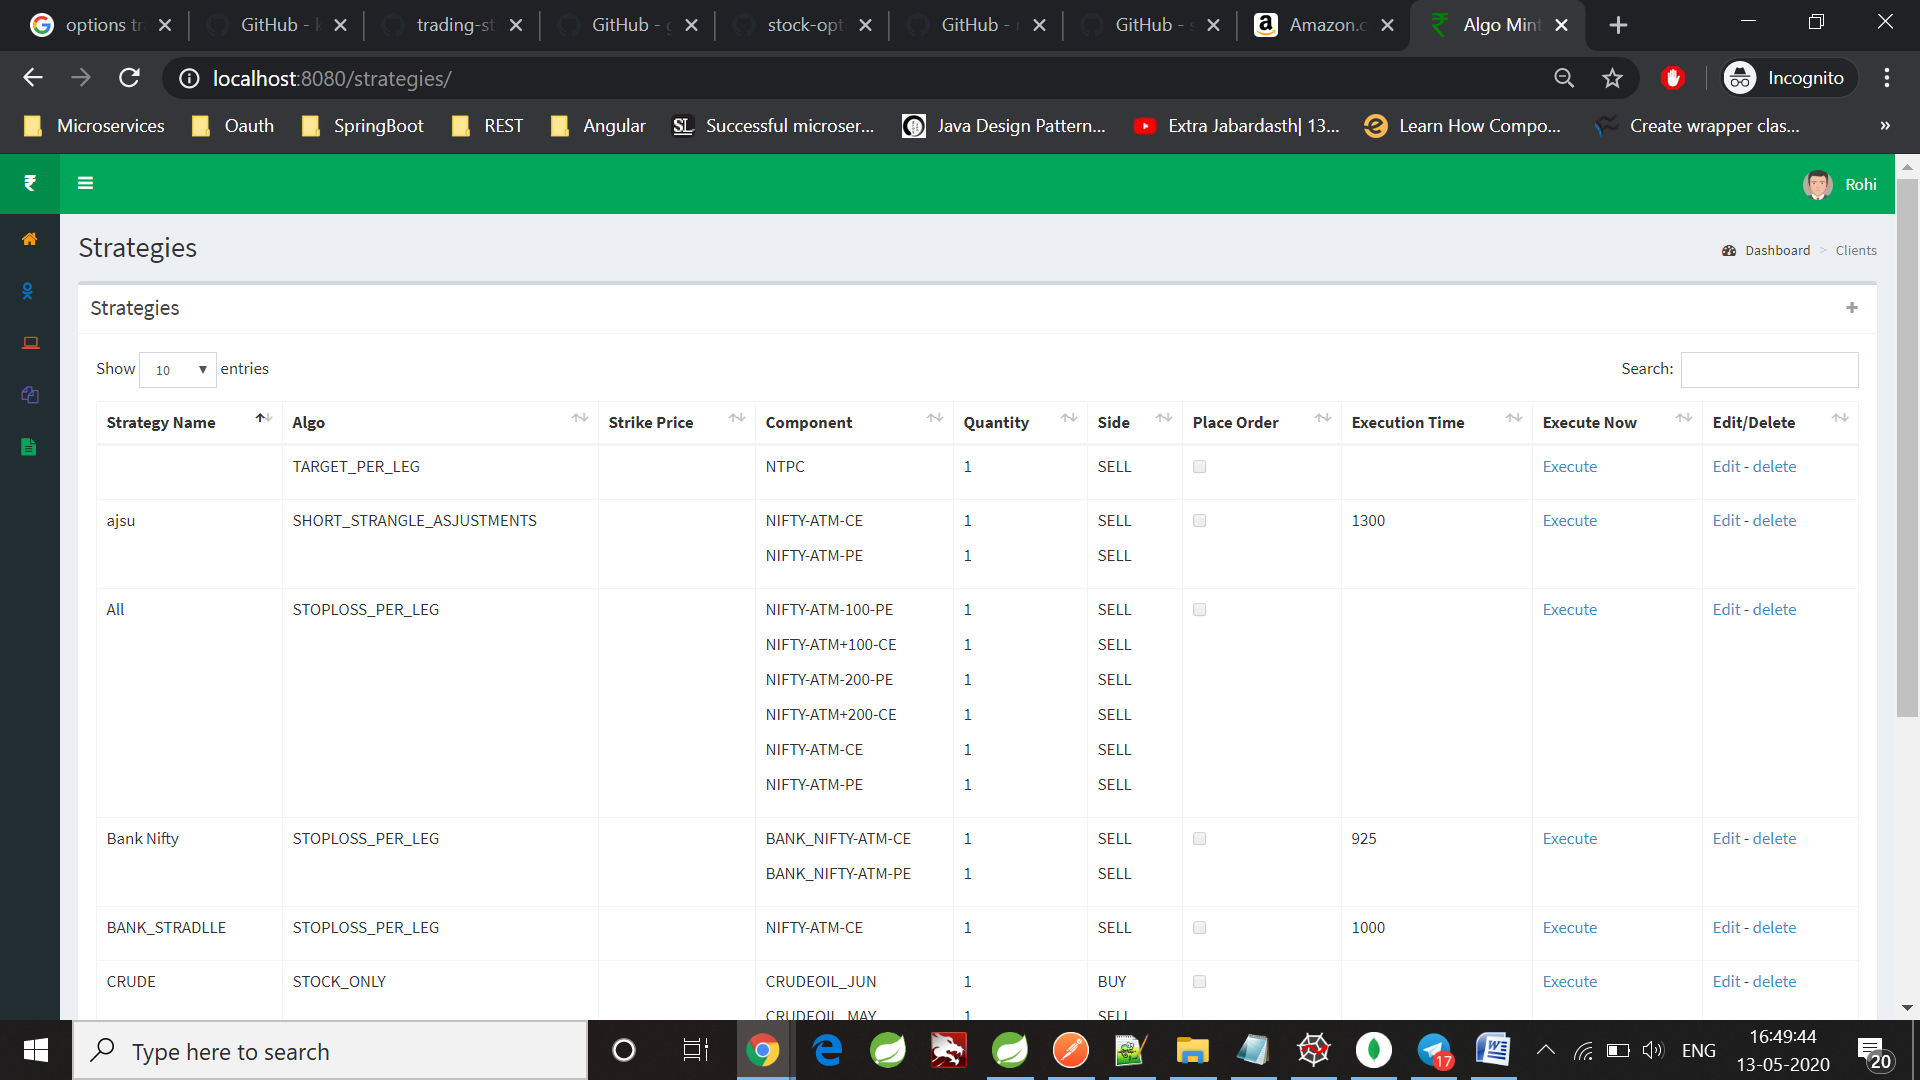 options tr GitHub - k trading-st GitHub - g stock-opti GitHub - r GitHub - s Amazon.c Algo Mint
localhost:8080/strategies/ Incognito
Microservices Oauth SpringBoot REST Angular SL Successful microser... Java Design Pattern... Extra Jabardasth| 13... Learn How Compo... Create wrapper clas... »
₹ Rohi
Strategies Dashboard > Clients
Strategies
Show 10 entries Search:
Strategy Name Algo Strike Price Component Quantity Side Place Order Execution Time Execute Now Edit/Delete
TARGET_PER_LEG NTPC 1 SELL Execute Edit - delete
ajsu SHORT_STRANGLE_ASJUSTMENTS NIFTY-ATM-CE 1 SELL 1300 Execute Edit - delete
NIFTY-ATM-PE 1 SELL
All STOPLOSS_PER_LEG NIFTY-ATM-100-PE 1 SELL Execute Edit - delete
NIFTY-ATM+100-CE 1 SELL
NIFTY-ATM-200-PE 1 SELL
NIFTY-ATM+200-CE 1 SELL
NIFTY-ATM-CE 1 SELL
NIFTY-ATM-PE 1 SELL
Bank Nifty STOPLOSS_PER_LEG BANK_NIFTY-ATM-CE 1 SELL 925 Execute Edit - delete
BANK_NIFTY-ATM-PE 1 SELL
BANK_STRADLLE STOPLOSS_PER_LEG NIFTY-ATM-CE 1 SELL 1000 Execute Edit - delete
CRUDE STOCK_ONLY CRUDEOIL_JUN 1 BUY Execute Edit - delete
CRUDEOIL_MAY 1 SELL
Type here to search 17 ENG 16:49:44
13-05-2020 20